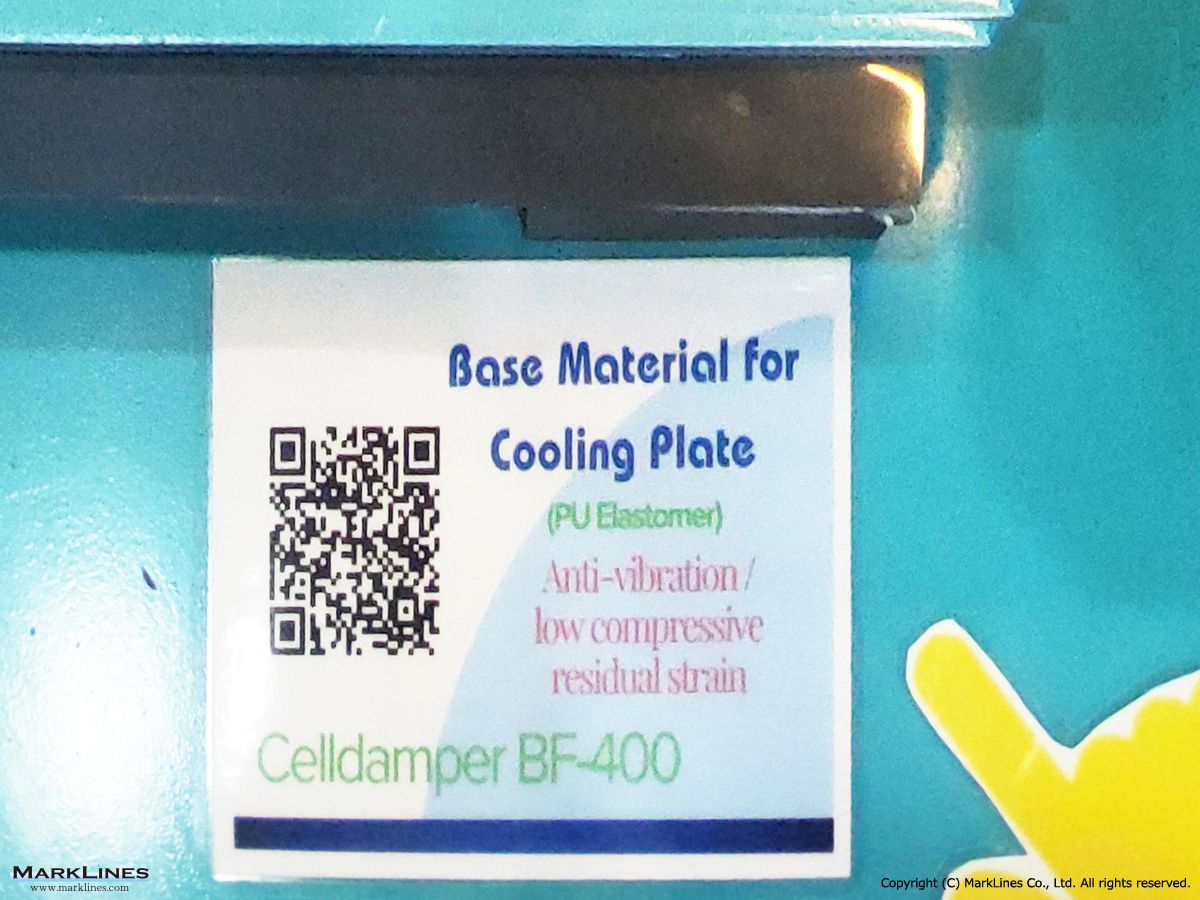 Base Material for
Cooling Plate
(PU Elastomer)
Anti-vibration /
low compressive
residual strain
Celldamper BF-400
MARKLINES
www.marklines.com
Copyright (C) MarkLines Co., Ltd. All rights reserved.